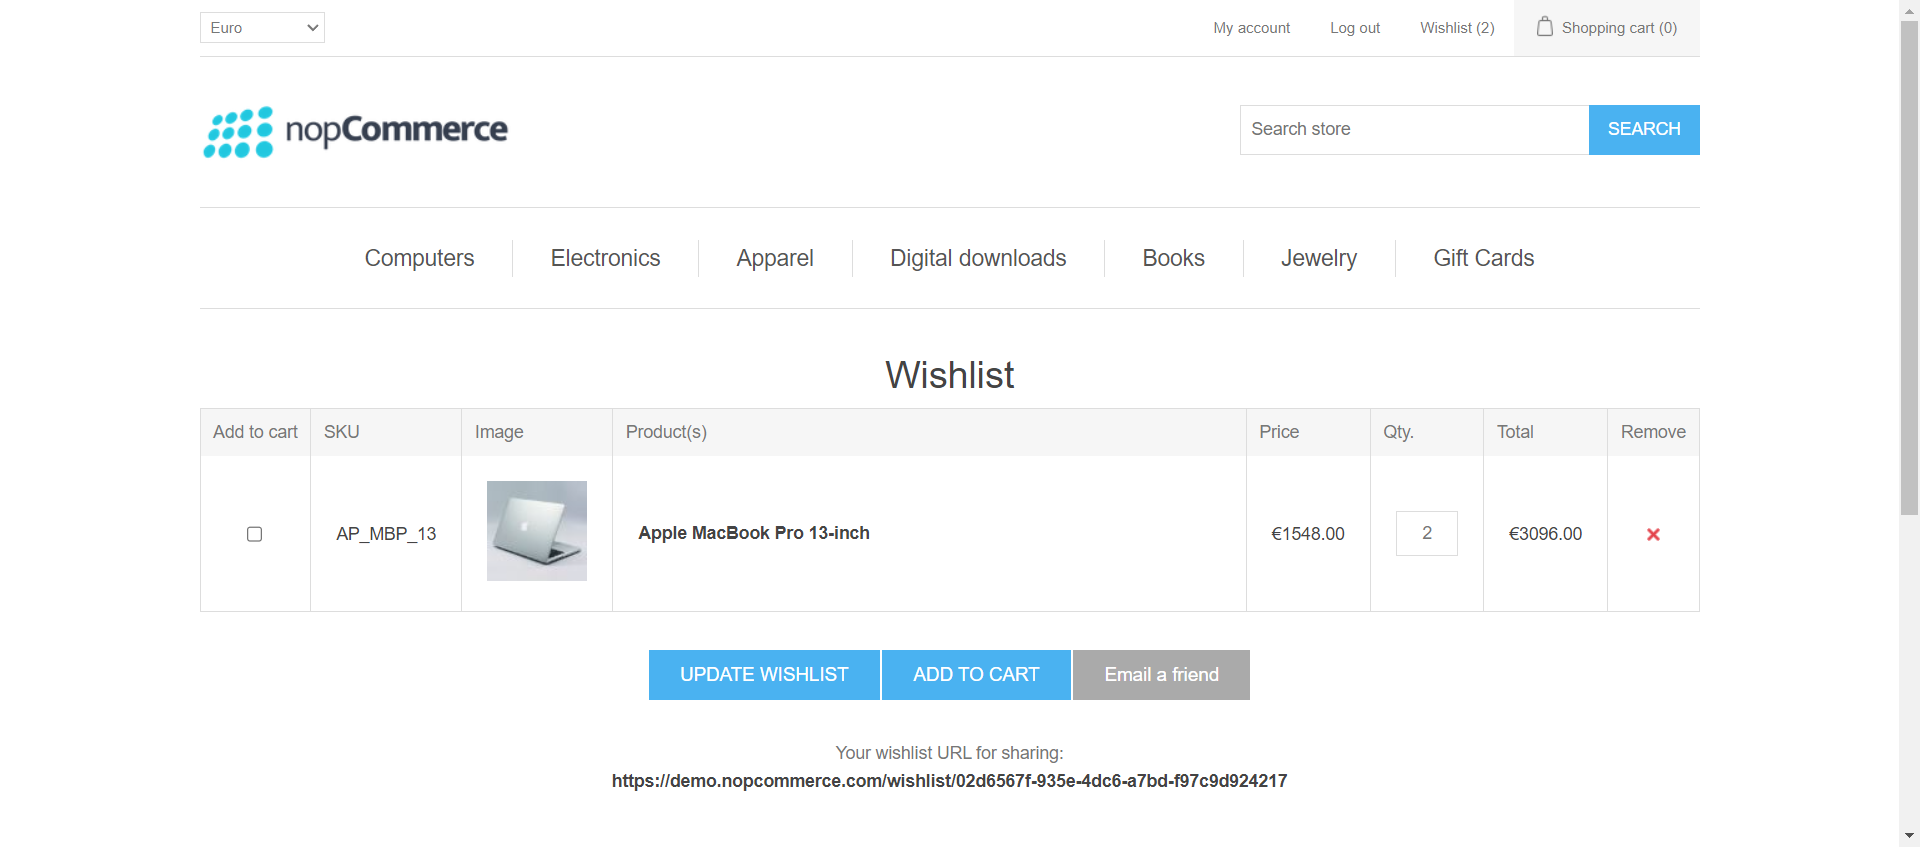 Euro
My account
Log out
Wishlist (2)
Shopping cart (0)
nopCommerce
Search store
SEARCH
Computers
Electronics
Apparel
Digital downloads
Books
Jewelry
Gift Cards
Wishlist
Add to cart
SKU
Image
Product(s)
Price
Qty.
Total
Remove
AP_MBP_13
Apple MacBook Pro 13-inch
€1548.00
2
€3096.00
UPDATE WISHLIST
ADD TO CART
Email a friend
Your wishlist URL for sharing:
https://demo.nopcommerce.com/wishlist/02d6567f-935e-4dc6-a7bd-f97c9d924217